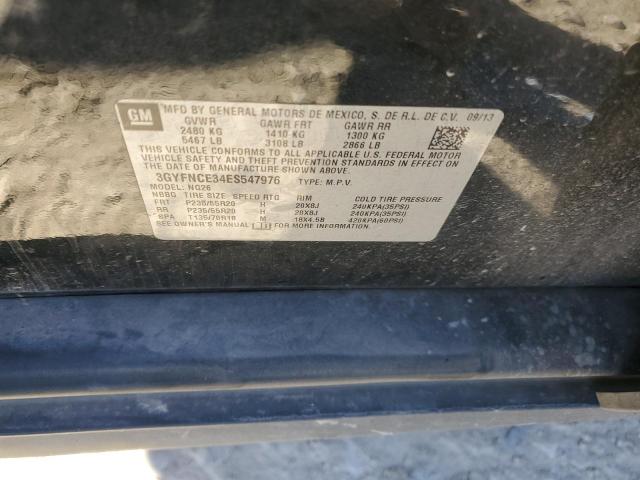 GM
MFD BY GENERAL MOTORS DE MEXICO, S. DE R.L. DE C.V. 09/13
GVWR GAWR FRT GAWR RR
2480 KG 1410 KG 1300 KG
5467 LB 3108 LB 2866 LB
THIS VEHICLE CONFORMS TO ALL APPLICABLE U.S. FEDERAL MOTOR
VEHICLE SAFETY, BUMPER, AND THEFT PREVENTION STANDARDS IN
EFFECT ON THE DATE OF MANUFACTURE SHOWN ABOVE.
3GYFNCE34ES547976 TYPE: M.P.V.
MODEL: NG26
NBBG TIRE SIZE SPEED RTG RIM COLD TIRE PRESSURE
FRT P235/55R20 H 20X8J 240KPA(35PSI)
RR P235/55R20 H 20X8J 240KPA(35PSI)
SPA T135/70R18 M 18X4.5B 420KPA(60PSI)
SEE OWNER'S MANUAL FOR MORE INFORMATION.